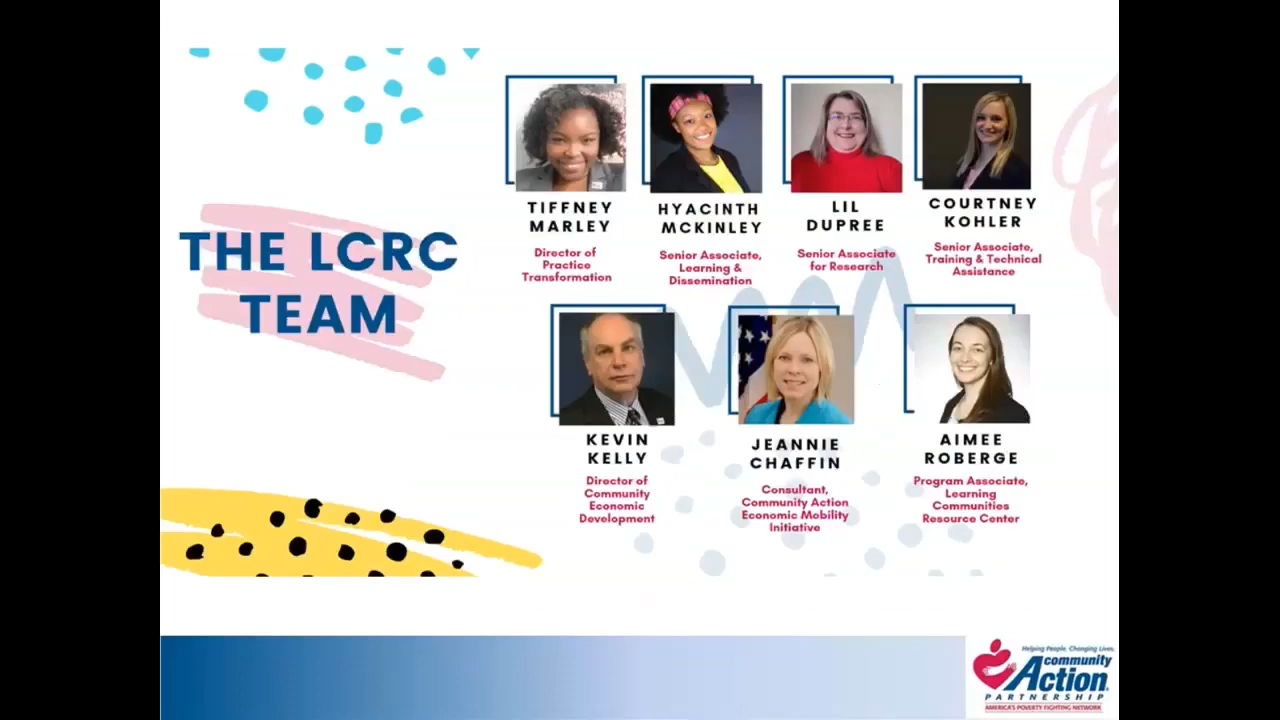 THE LCRC
TEAM
TIFFNEY
MARLEY
Director of
Practice
Transformation
HYACINTH
MCKINLEY
Senior Associate,
Learning &
Dissemination
LIL
DUPREE
Senior Associate
for Research
COURTNEY
KOHLER
Senior Associate,
Training & Technical
Assistance
KEVIN
KELLY
Director of
Community
Economic
Development
JEANNIE
CHAFFIN
Consultant,
Community Action
Economic Mobility
Initiative
AIMEE
ROBERGE
Program Associate,
Learning
Communities
Resource Center
Helping People. Changing Lives.
community
Action
PARTNERSHIP
AMERICA'S POVERTY FIGHTING NETWORK